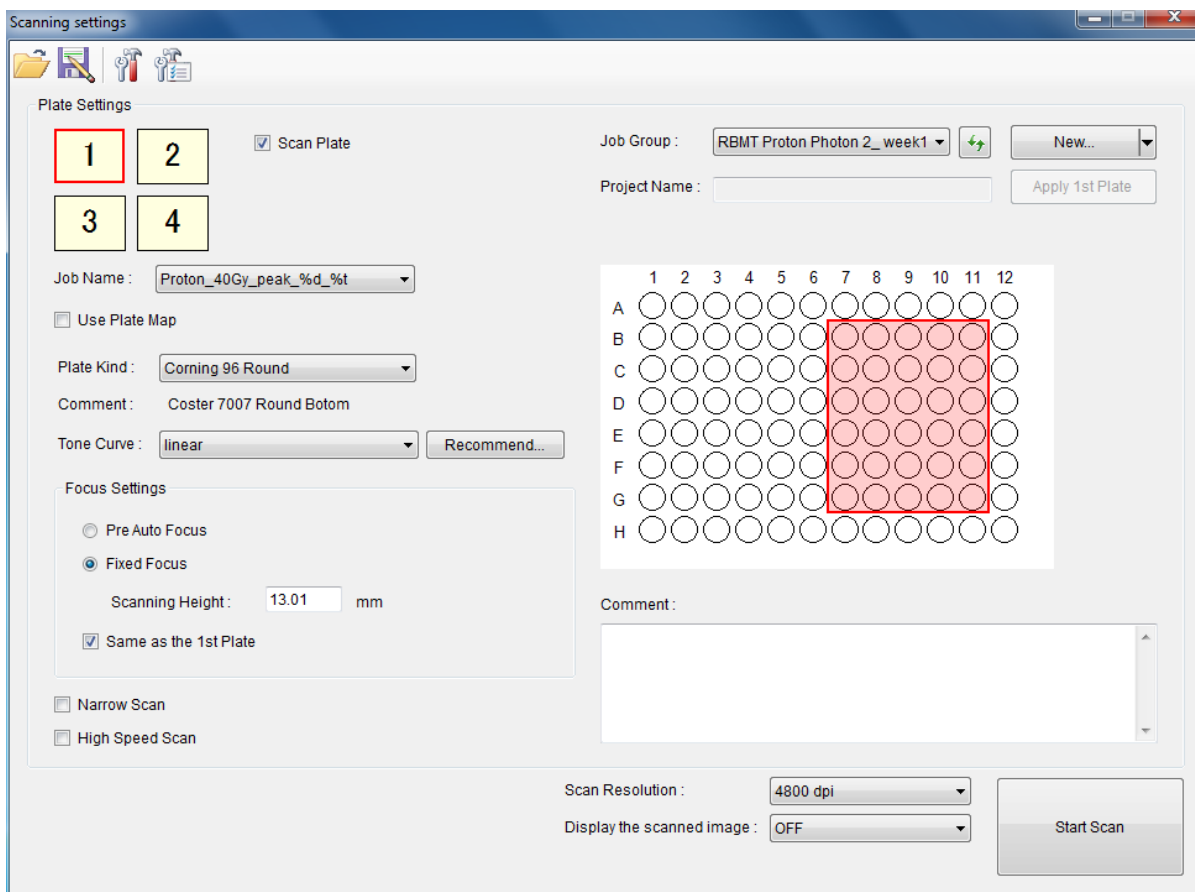 Scanning settings
Plate Settings
1 2
3 4
Scan Plate
Job Group : RBMT Proton Photon 2_ week1 New...
Project Name : Apply 1st Plate
Job Name : Proton_40Gy_peak_%d_%t
Use Plate Map
Plate Kind : Corning 96 Round
Comment : Coster 7007 Round Botom
Tone Curve : linear Recommend...
Focus Settings
Pre Auto Focus
Fixed Focus
Scanning Height : 13.01 mm
Same as the 1st Plate
Narrow Scan
High Speed Scan
1 2 3 4 5 6 7 8 9 10 11 12
A
B
C
D
E
F
G
H
Comment :
Scan Resolution : 4800 dpi
Display the scanned image : OFF
Start Scan